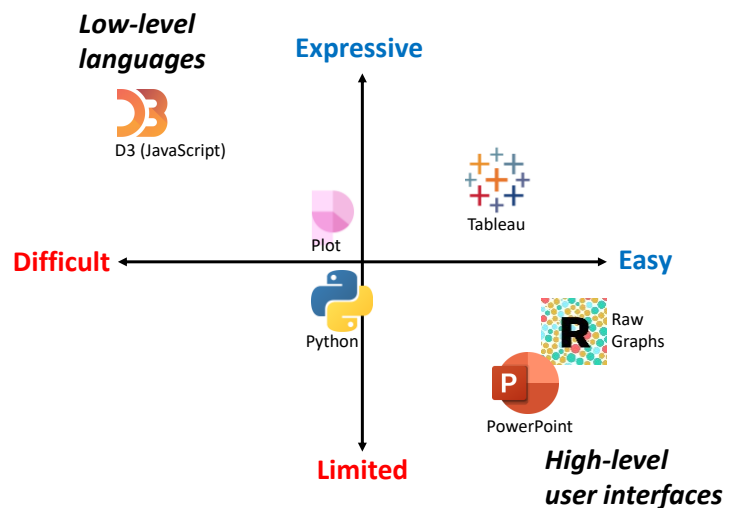 Low-level
languages
Expressive
D3 (JavaScript)
Tableau
Plot
Difficult
Easy
Python
R
Raw
Graphs
P
PowerPoint
Limited
High-level
user interfaces